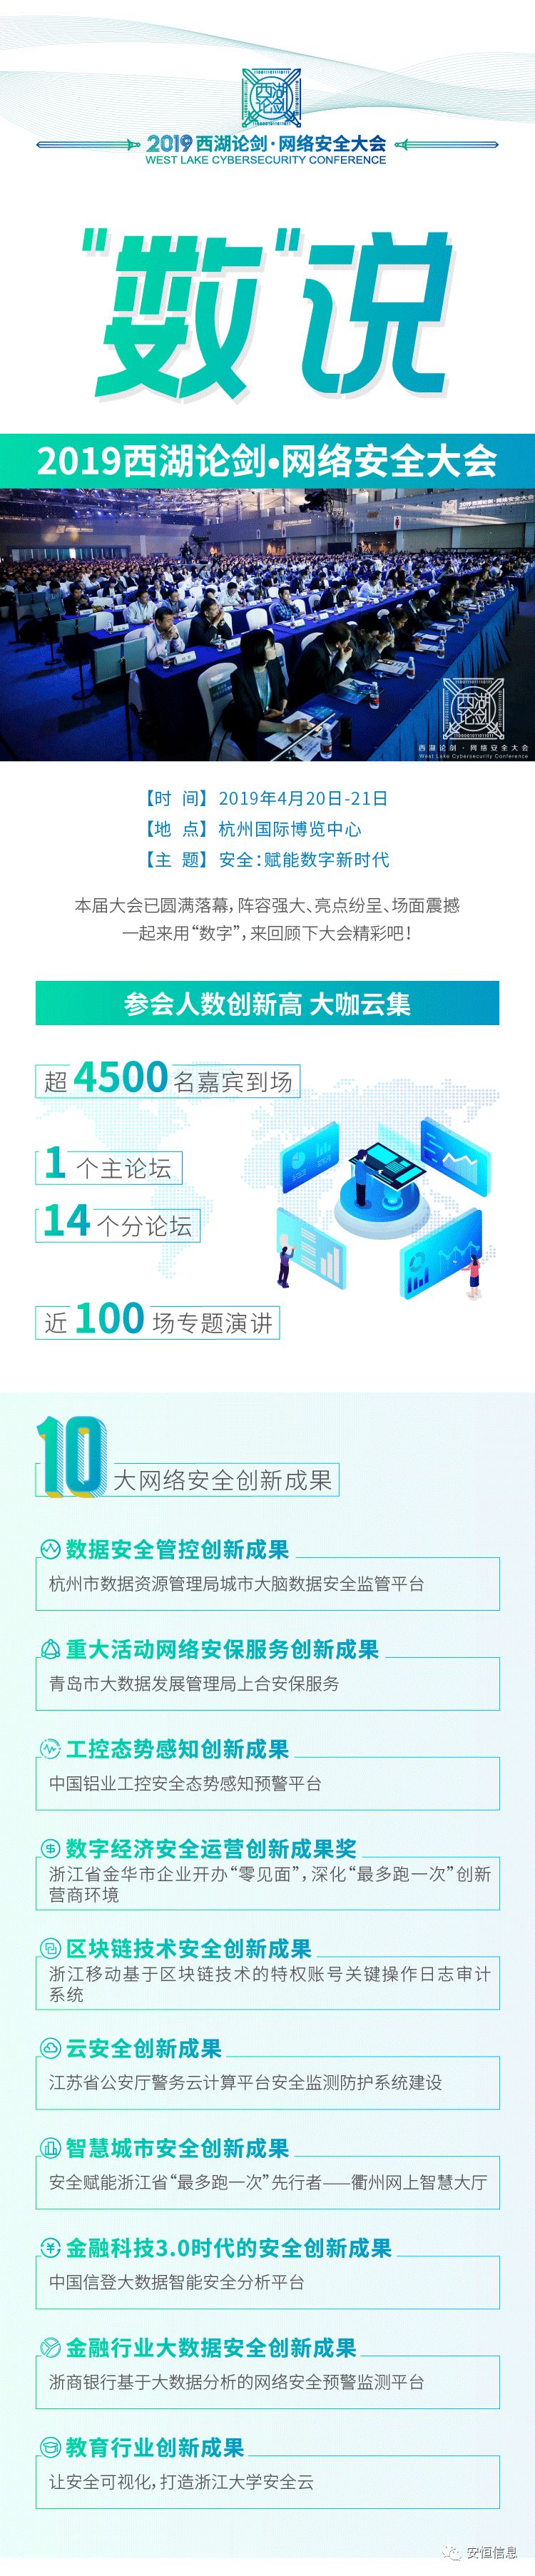 西湖论剑
2019西湖论剑·网络安全大会
WEST LAKE CYBERSECURITY CONFERENCE
“数”说
2019西湖论剑•网络安全大会
西湖论剑
西湖论剑·网络安全大会
West Lake Cybersecurity Conference
【时 间】2019年4月20日-21日
【地 点】杭州国际博览中心
【主 题】安全：赋能数字新时代
本届大会已圆满落幕，阵容强大、亮点纷呈、场面震撼
一起来用“数字”，来回顾下大会精彩吧！
参会人数创新高 大咖云集
超4500名嘉宾到场
1个主论坛
14个分论坛
近100场专题演讲
10大网络安全创新成果
数据安全管控创新成果
杭州市数据资源管理局城市大脑数据安全监管平台
重大活动网络安保服务创新成果
青岛市大数据发展管理局上合安保服务
工控态势感知创新成果
中国铝业工控安全态势感知预警平台
数字经济安全运营创新成果奖
浙江省金华市企业开办“零见面”，深化“最多跑一次”创新
营商环境
区块链技术安全创新成果
浙江移动基于区块链技术的特权账号关键操作日志审计
系统
云安全创新成果
江苏省公安厅警务云计算平台安全监测防护系统建设
智慧城市安全创新成果
安全赋能浙江省“最多跑一次”先行者——衢州网上智慧大厅
金融科技3.0时代的安全创新成果
中国信登大数据智能安全分析平台
金融行业大数据安全创新成果
浙商银行基于大数据分析的网络安全预警监测平台
教育行业创新成果
让安全可视化，打造浙江大学安全云
安恒信息